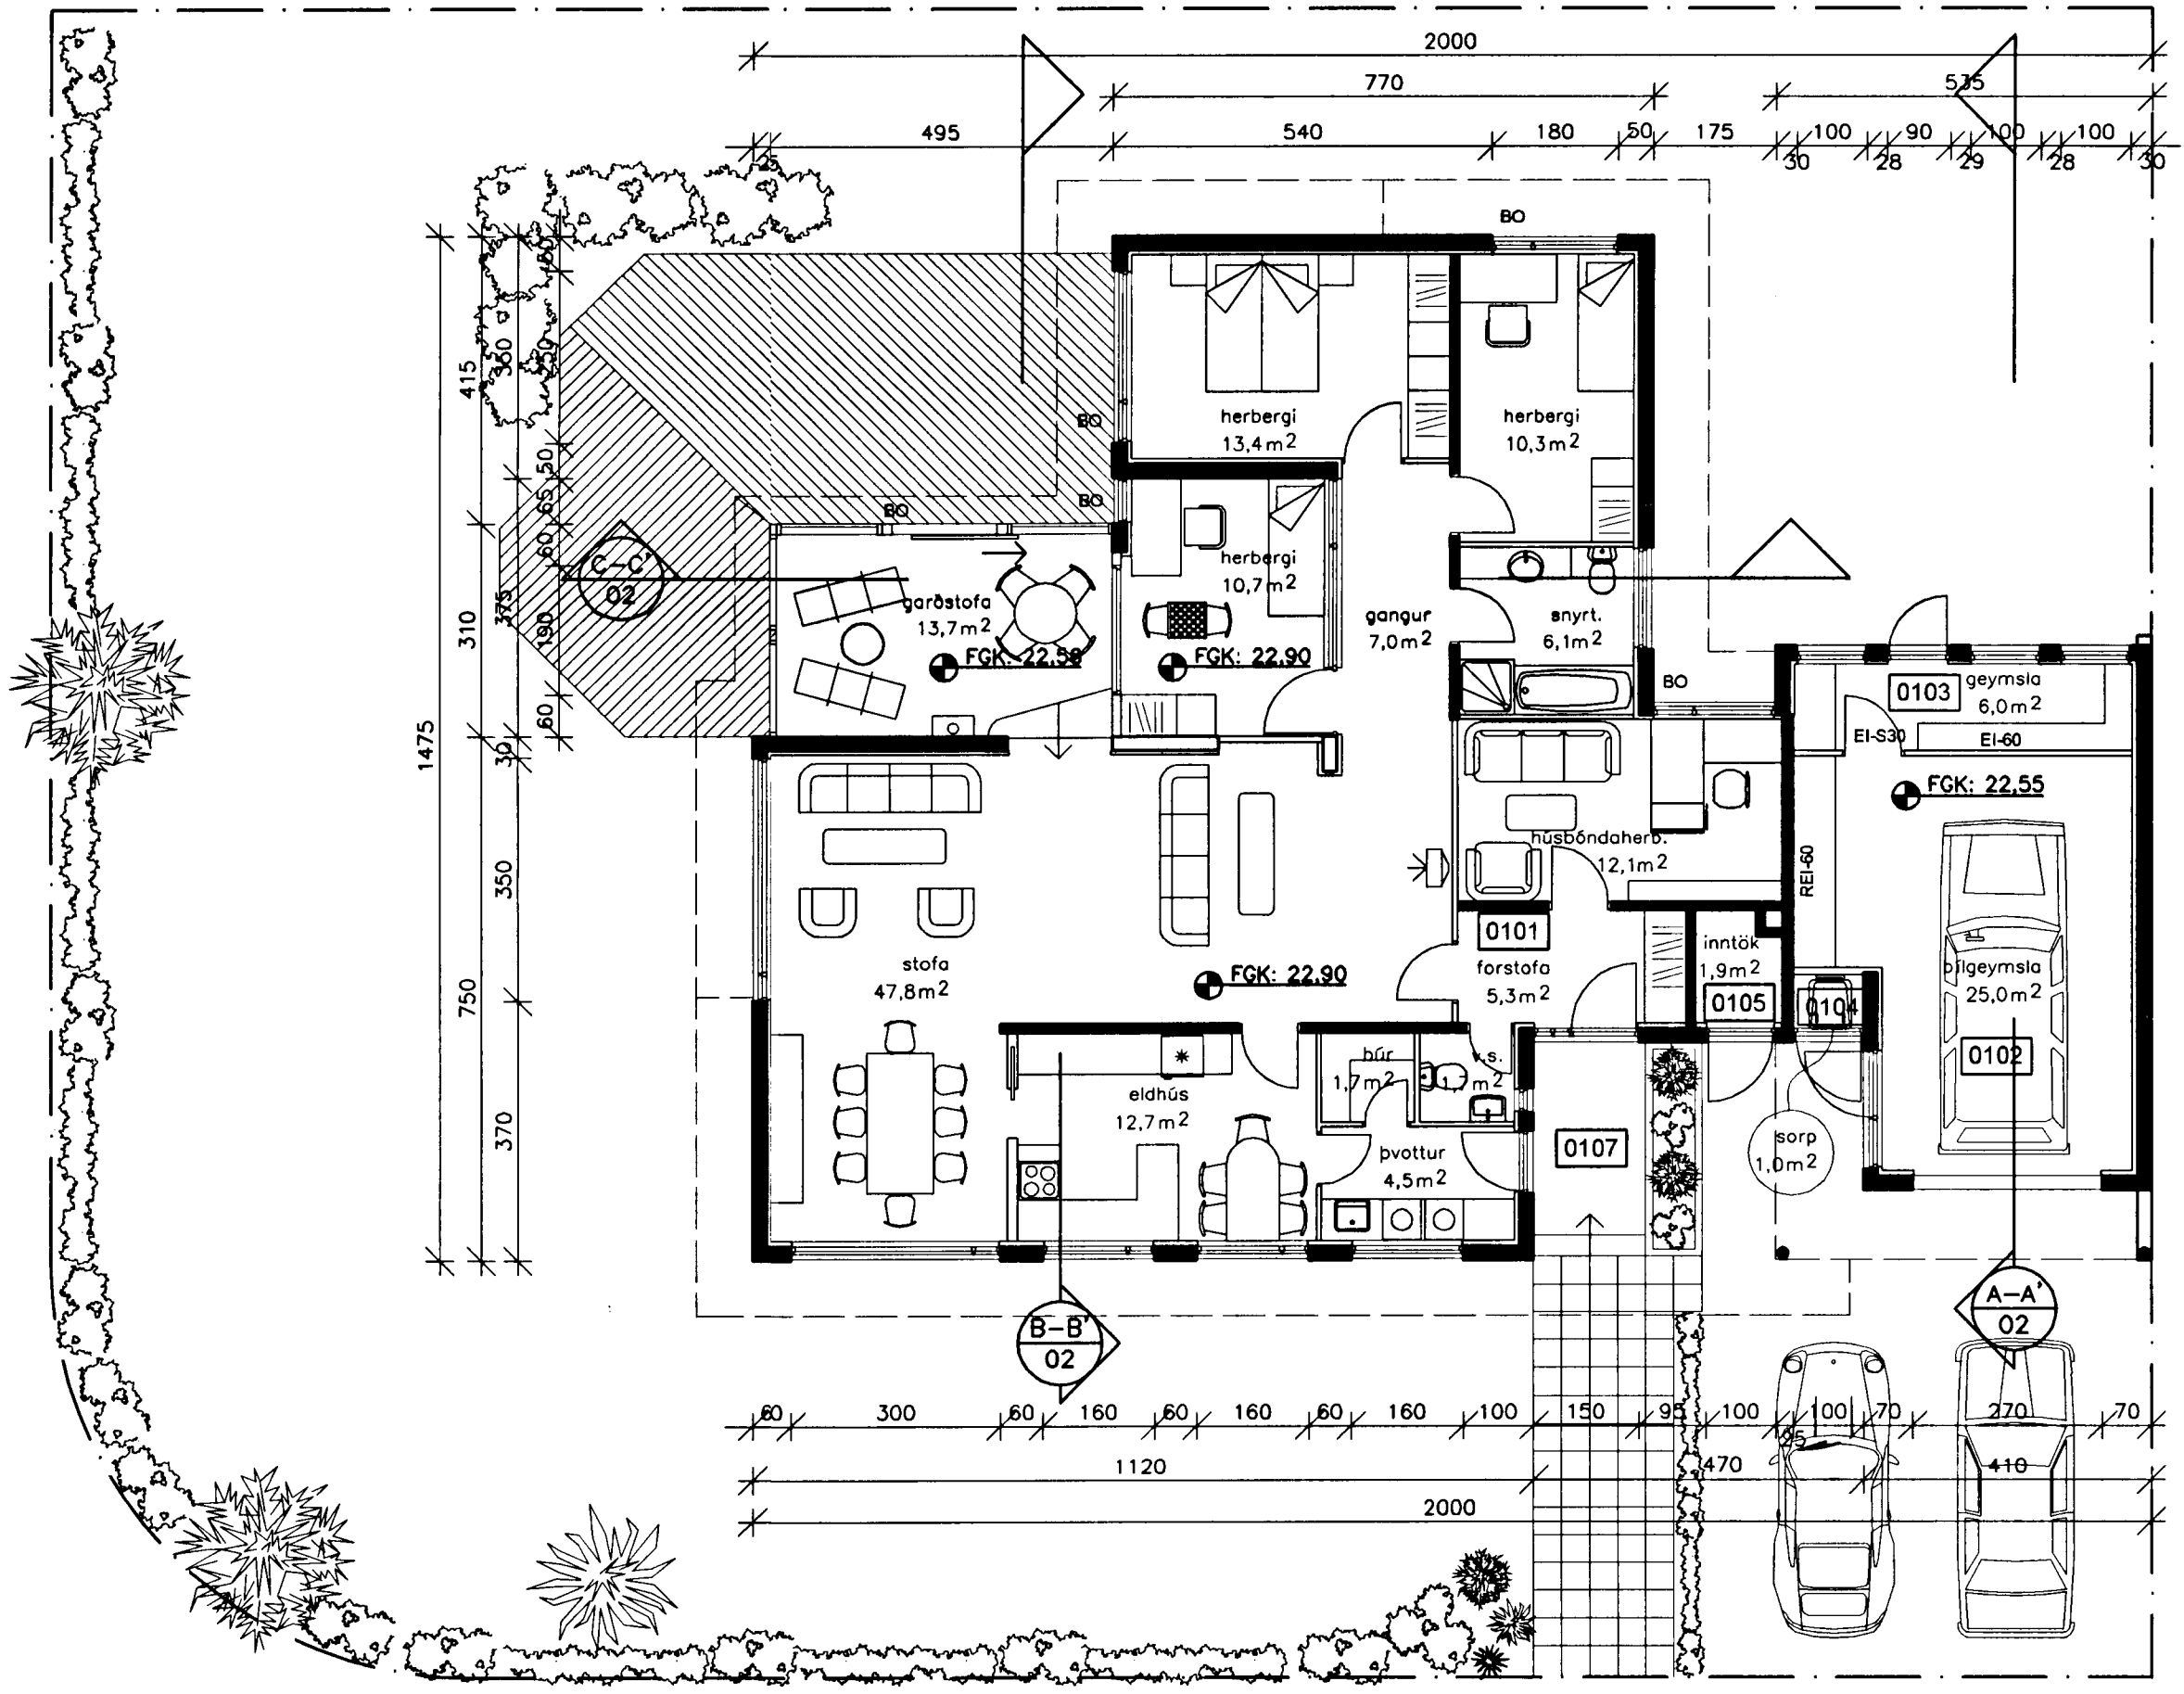 2000
770
535
495
540
180
50
175
100
90
100
100
25
30
28
29
28
30
BO
415
360
50
65
60
190
60
310
375
1475
30
350
750
370
BO
BO
BO
BO
herbergi
13,4m2
herbergi
10,3m2
herbergi
10,7m2
C-C'
02
garðstofa
13,7m2
FGK: 22,58
FGK: 22,90
gangur
7,0m2
snyrt.
6,1m2
0103
geymsla
6,0m2
EI-S30
EI-60
FGK: 22,55
REI-60
húsbóndaherb.
12,1m2
0101
forstofa
5,3m2
inntök
1,9m2
0105
0104
bílgeymsla
25,0m2
0102
stofa
47,8m2
FGK: 22,90
eldhús
12,7m2
búr
1,7m2
v.s.
1,7m2
þvottur
4,5m2
0107
sorp
1,0m2
B-B'
02
A-A'
02
60
300
60
160
60
160
60
160
100
150
95
100
25
100
70
270
70
1120
470
410
2000